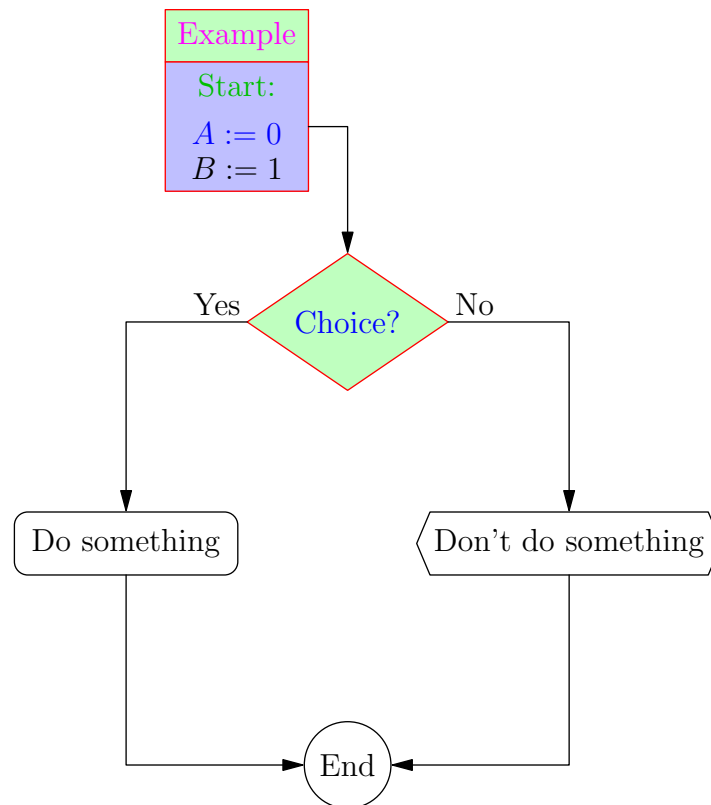 Example
Start:
A := 0
B := 1
Yes
No
Choice?
Do something
Don't do something
End